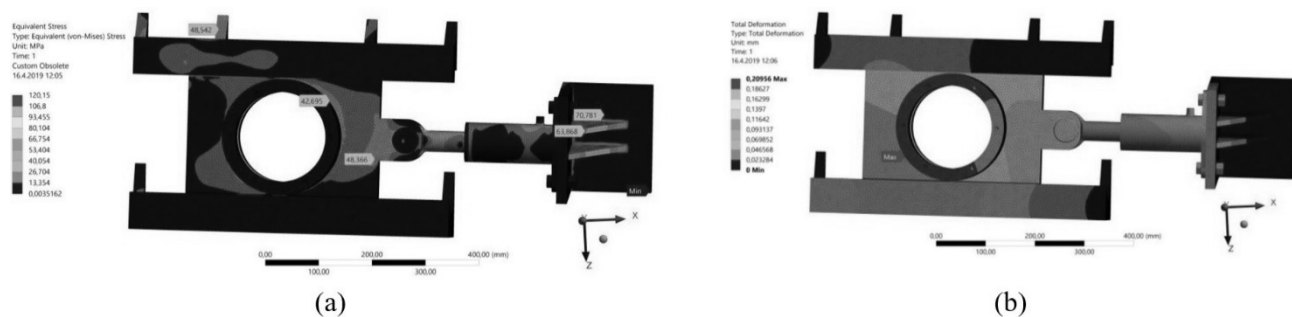 Equivalent Stress
Type: Equivalent (von-Mises) Stress
Unit: MPa
Time: 1
Custom Obsolete
16.4.2019 12:05
120,15
106,8
93,455
80,104
66,754
53,404
40,054
26,704
13,354
0,0035162
48,542
42,695
48,366
70,781
63,868
Min
X
Z
0,00 200,00 400,00 (mm)
100,00 300,00
(a)
Total Deformation
Type: Total Deformation
Unit: mm
Time: 1
16.4.2019 12:06
0,20956 Max
0,18627
0,16299
0,1397
0,11642
0,093137
0,069852
0,046568
0,023284
0 Min
Max
X
Z
0,00 200,00 400,00 (mm)
100,00 300,00
(b)